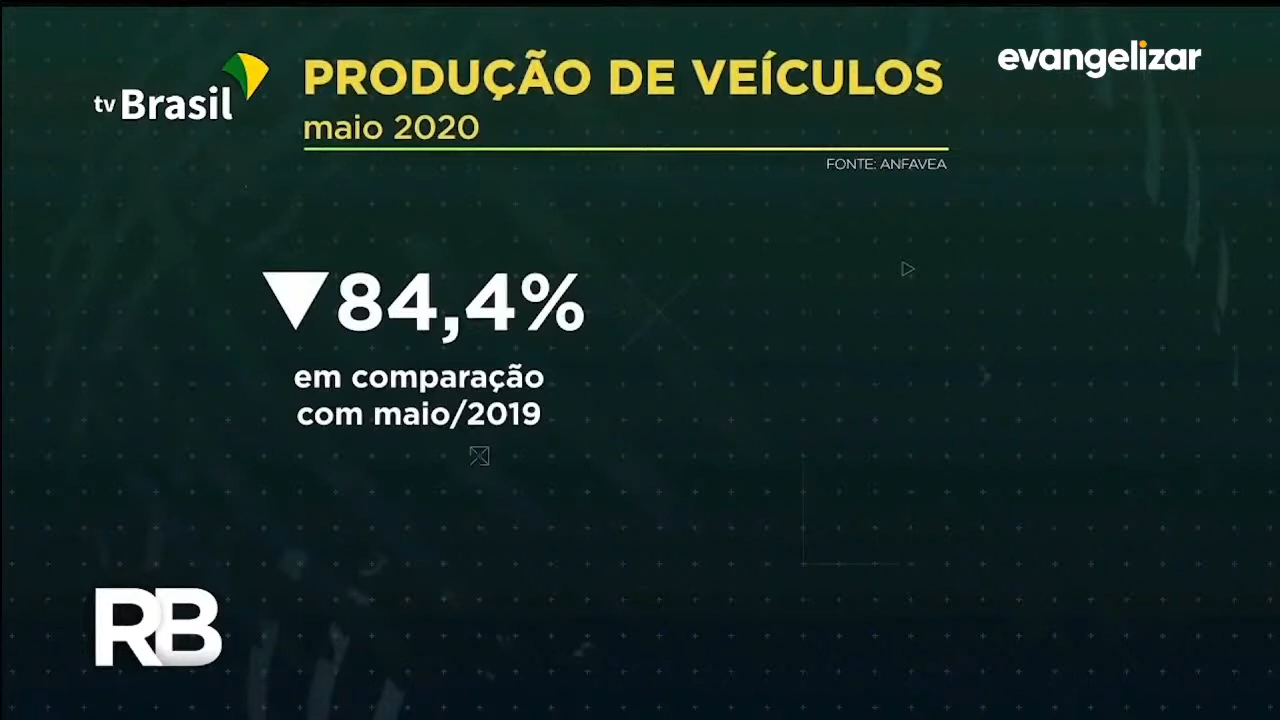 tv Brasil
PRODUÇÃO DE VEÍCULOS
maio 2020
evangelizar
FONTE: ANFAVEA
▼84,4%
em comparação
com maio/2019
RB